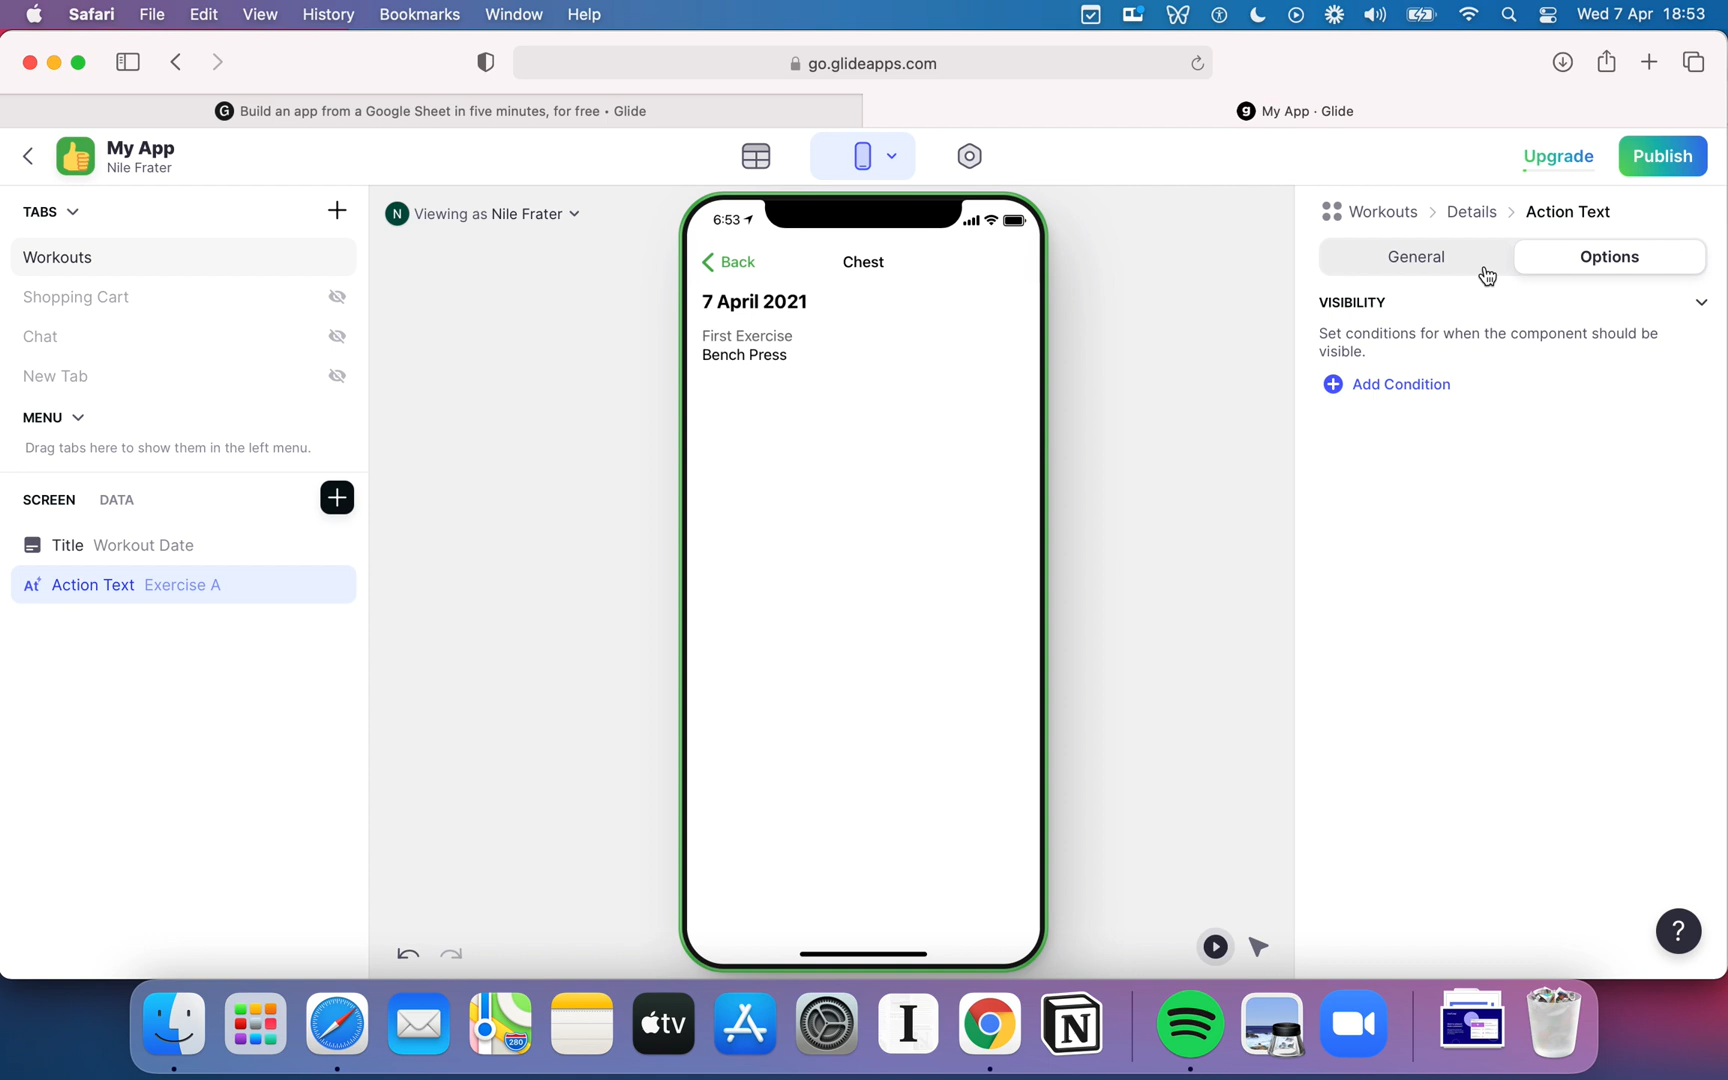 Safari File Edit View History Bookmarks Window Help Wed 7 Apr 18:53
go.glideapps.com
G Build an app from a Google Sheet in five minutes, for free • Glide
g My App · Glide
My App
Nile Frater
Upgrade
Publish
TABS
Workouts
Shopping Cart
Chat
New Tab
MENU
Drag tabs here to show them in the left menu.
SCREEN DATA
Title Workout Date
At Action Text Exercise A
N Viewing as Nile Frater
6:53
Back
Chest
7 April 2021
First Exercise
Bench Press
Workouts > Details > Action Text
General Options
VISIBILITY
Set conditions for when the component should be
visible.
Add Condition
?
280
tv
I
N